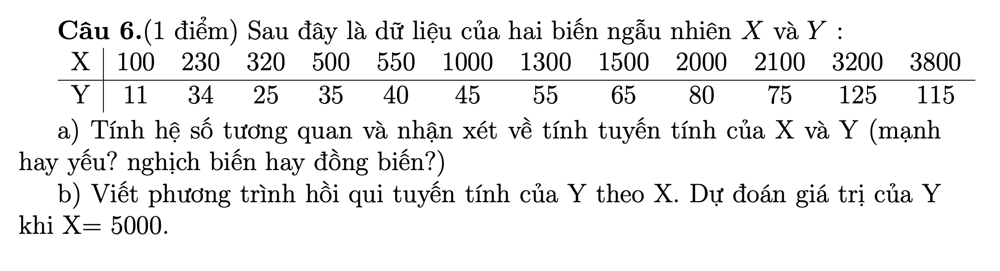 Câu 6.(1 điểm) Sau đây là dữ liệu của hai biến ngẫu nhiên X và Y :
X 100 230 320 500 550 1000 1300 1500 2000 2100 3200 3800
Y 11 34 25 35 40 45 55 65 80 75 125 115
a) Tính hệ số tương quan và nhận xét về tính tuyến tính của X và Y (mạnh
hay yếu? nghịch biến hay đồng biến?)
b) Viết phương trình hồi qui tuyến tính của Y theo X. Dự đoán giá trị của Y
khi X= 5000.